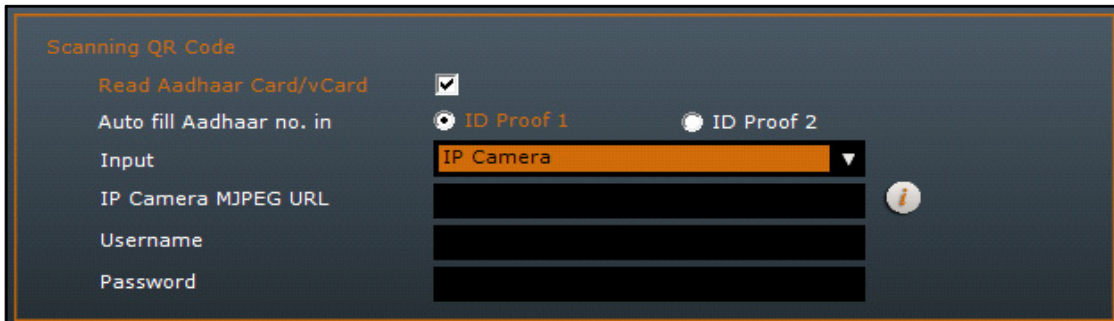 Scanning QR Code
Read Aadhaar Card/vCard
Auto fill Aadhaar no. in ID Proof 1 ID Proof 2
Input IP Camera
IP Camera MJPEG URL i
Username
Password